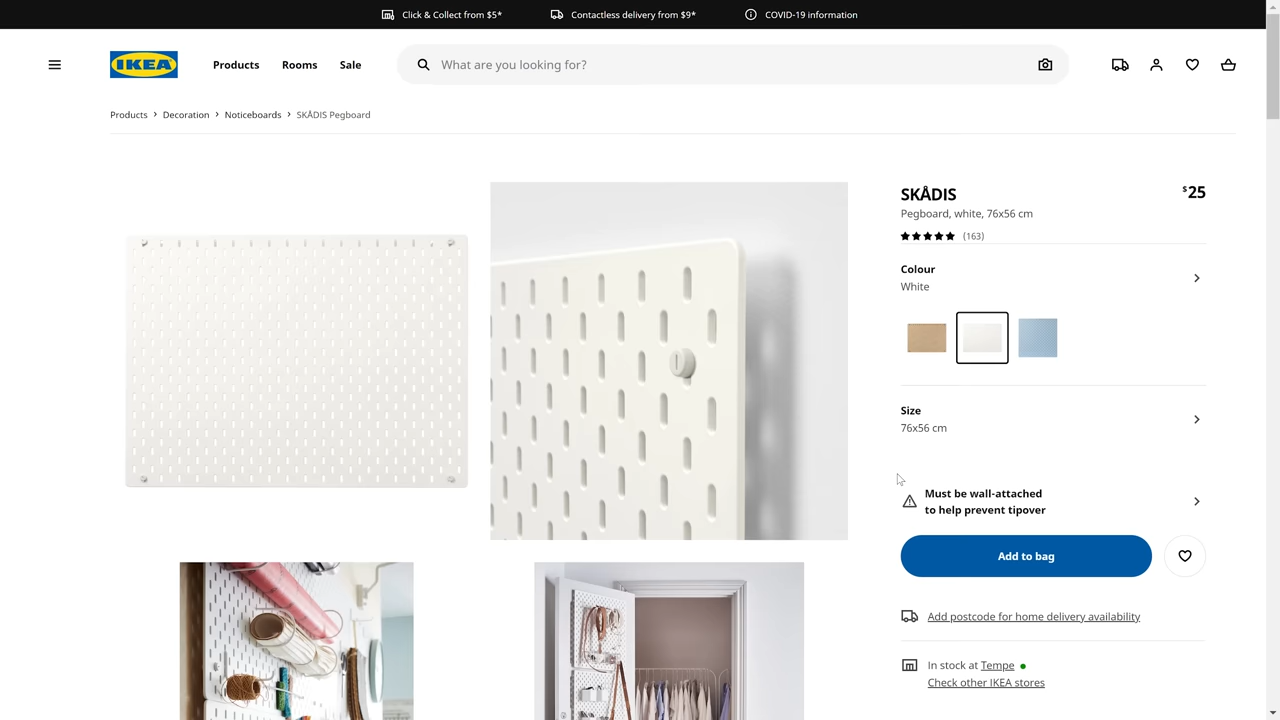 Click & Collect from $5*
Contactless delivery from $9*
COVID-19 information
IKEA
Products
Rooms
Sale
What are you looking for?
Products > Decoration > Noticeboards > SKÅDIS Pegboard
SKÅDIS
$25
Pegboard, white, 76x56 cm
(163)
Colour
White
Size
76x56 cm
Must be wall-attached
to help prevent tipover
Add to bag
Add postcode for home delivery availability
In stock at Tempe
Check other IKEA stores